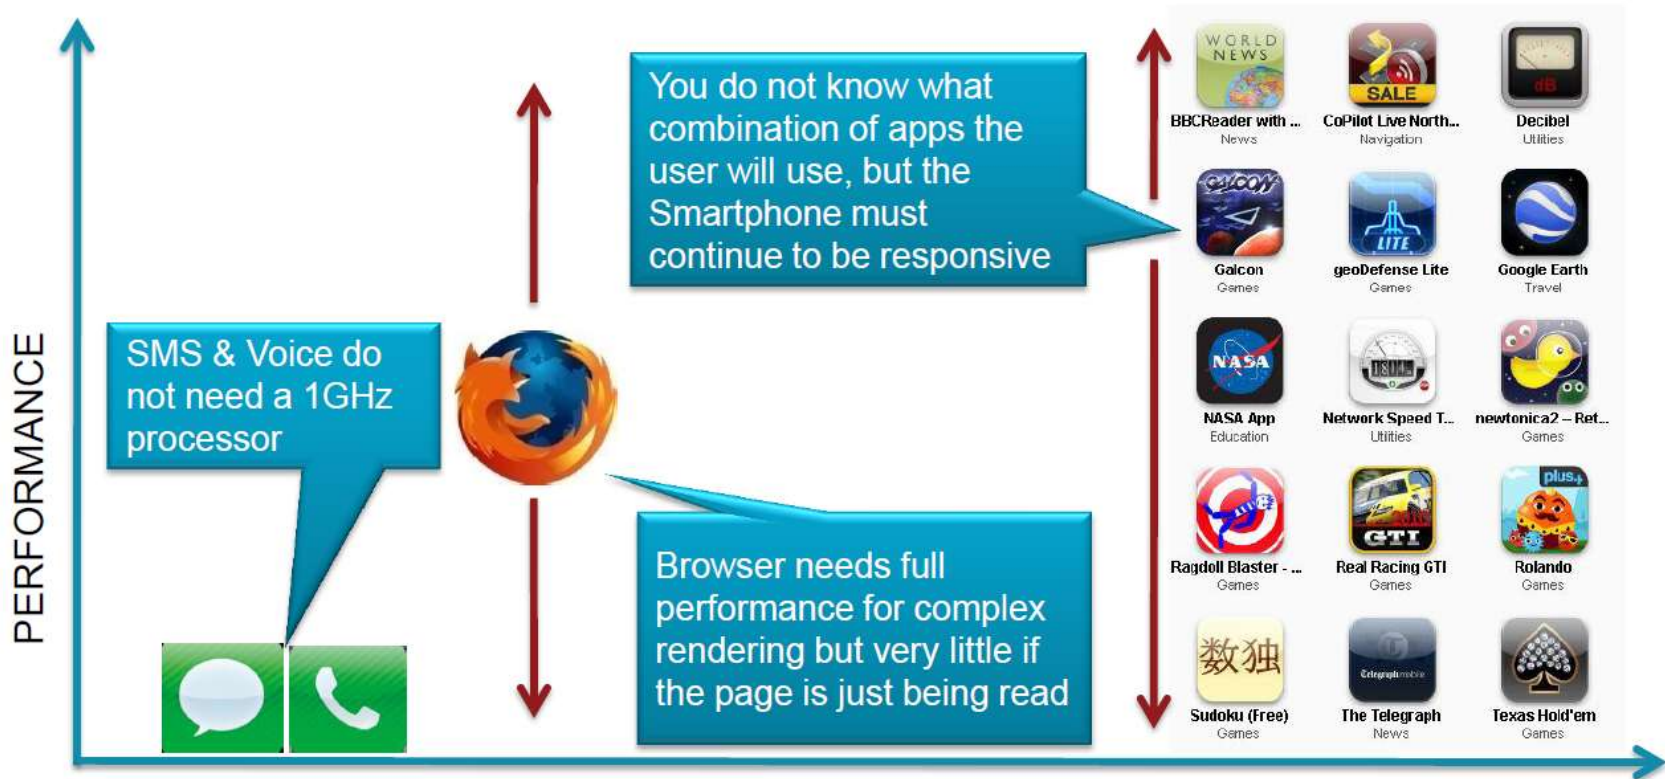 PERFORMANCE
SMS & Voice do
not need a 1GHz
processor
You do not know what
combination of apps the
user will use, but the
Smartphone must
continue to be responsive
Browser needs full
performance for complex
rendering but very little if
the page is just being read
WORLD
NEWS
SALE
dB
BBCReader with ...
CoPilot Live North...
Decibel
News
Navigation
Utilities
GALCON
LITE
Galcon
geoDefense Lite
Google Earth
Games
Games
Travel
NASA
NASA App
Network Speed T...
newtonica2 – Ret...
Education
Utilities
Games
plus+
GTI
Ragdoll Blaster - ...
Real Racing GTI
Rolando
Games
Games
Games
数独
T
Telegraph mobile
Sudoku (Free)
The Telegraph
Texas Hold'em
Games
News
Games